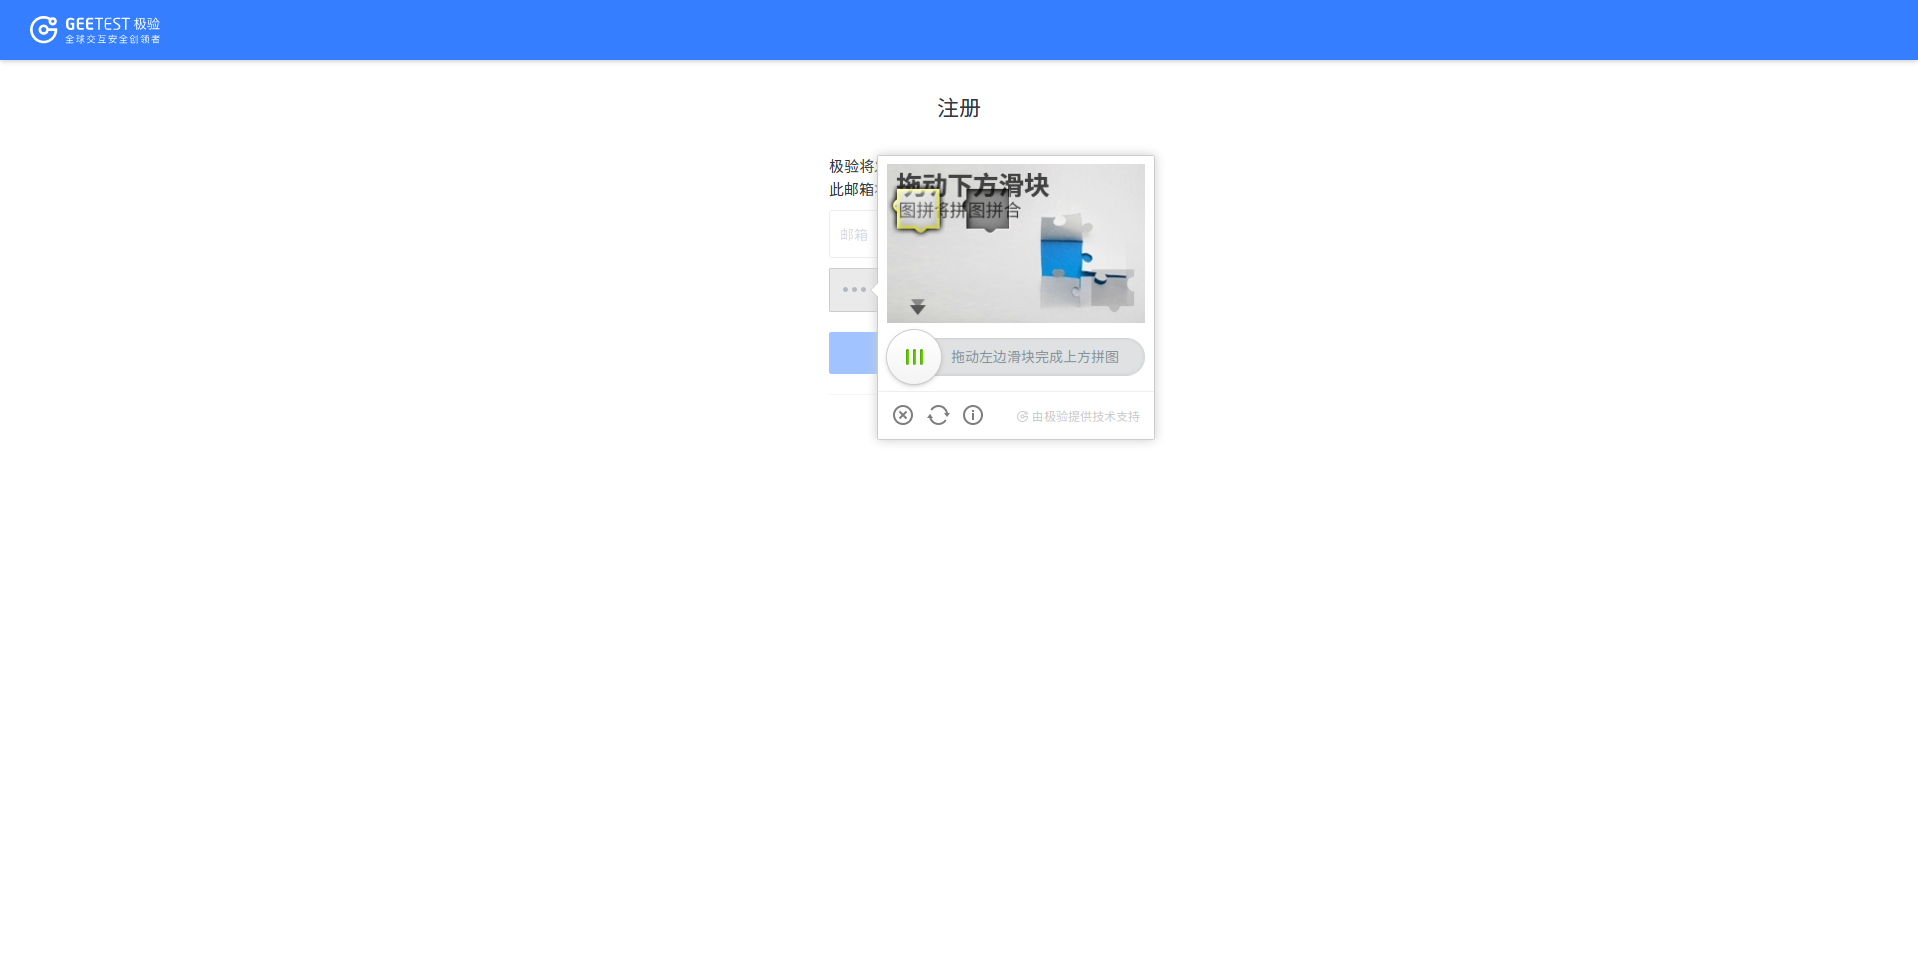 GEETEST 极验
全球交互安全创领者
注册
极验将
此邮箱
邮箱
拖动下方滑块
图拼将拼图拼合
拖动左边滑块完成上方拼图
由极验提供技术支持